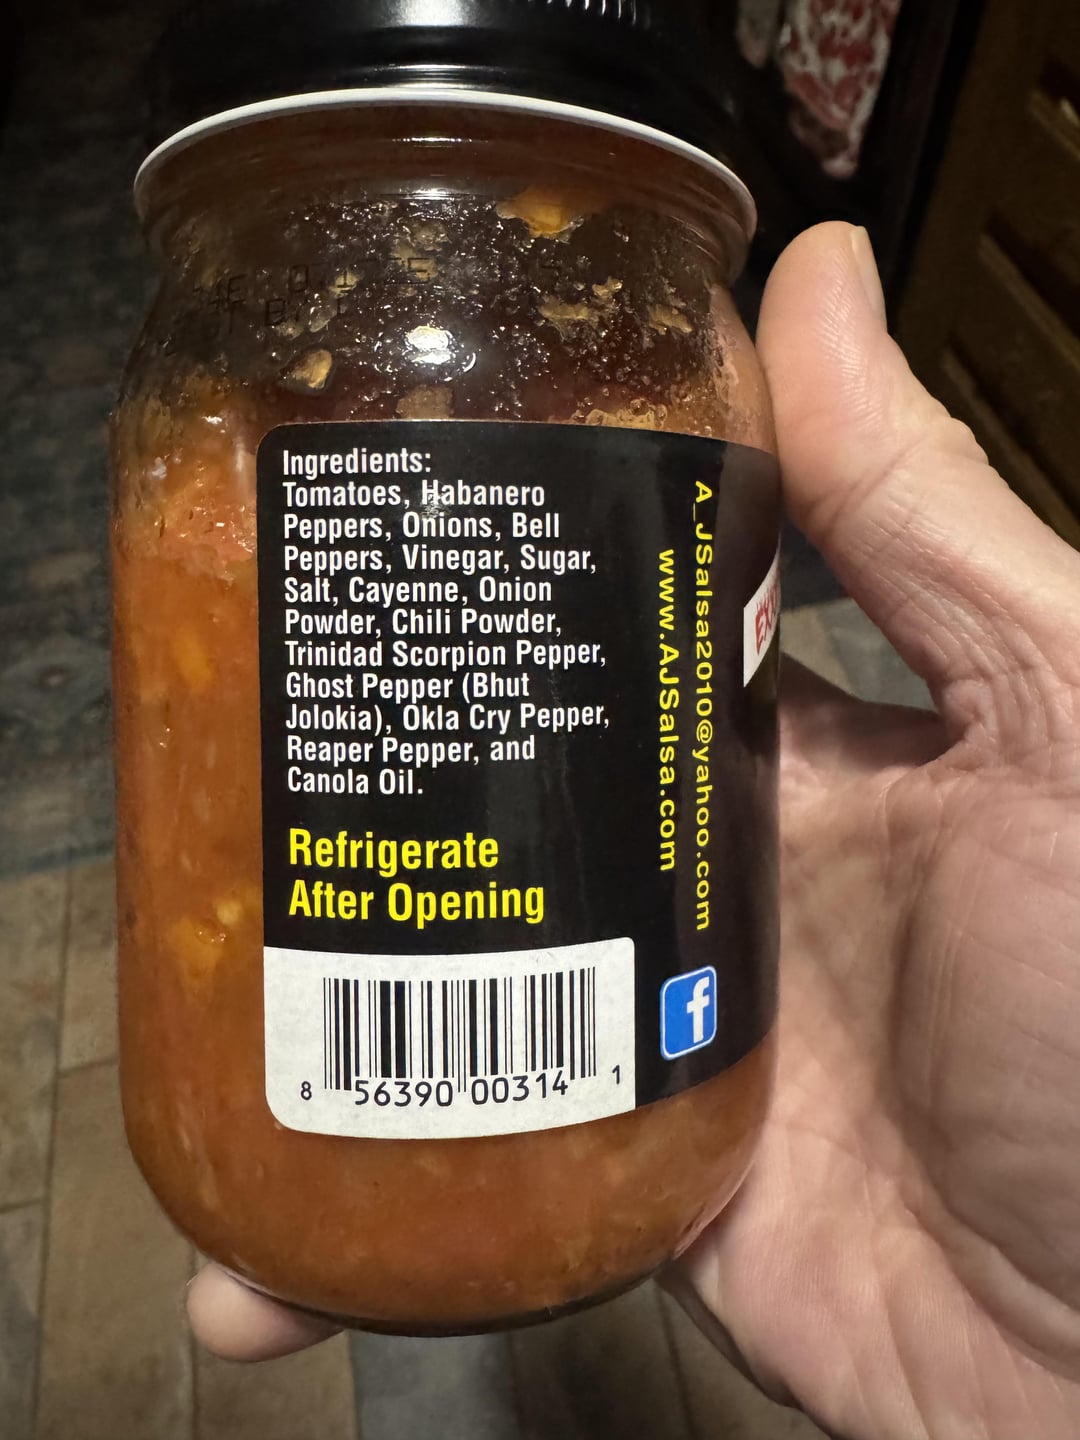 Ingredients:
Tomatoes, Habanero
Peppers, Onions, Bell
Peppers, Vinegar, Sugar,
Salt, Cayenne, Onion
Powder, Chili Powder,
Trinidad Scorpion Pepper,
Ghost Pepper (Bhut
Jolokia), Okla Cry Pepper,
Reaper Pepper, and
Canola Oil.
Refrigerate
After Opening
8 56390 00314 1
www.AJSalsa.com
A_JSalsa2010@yahoo.com
f